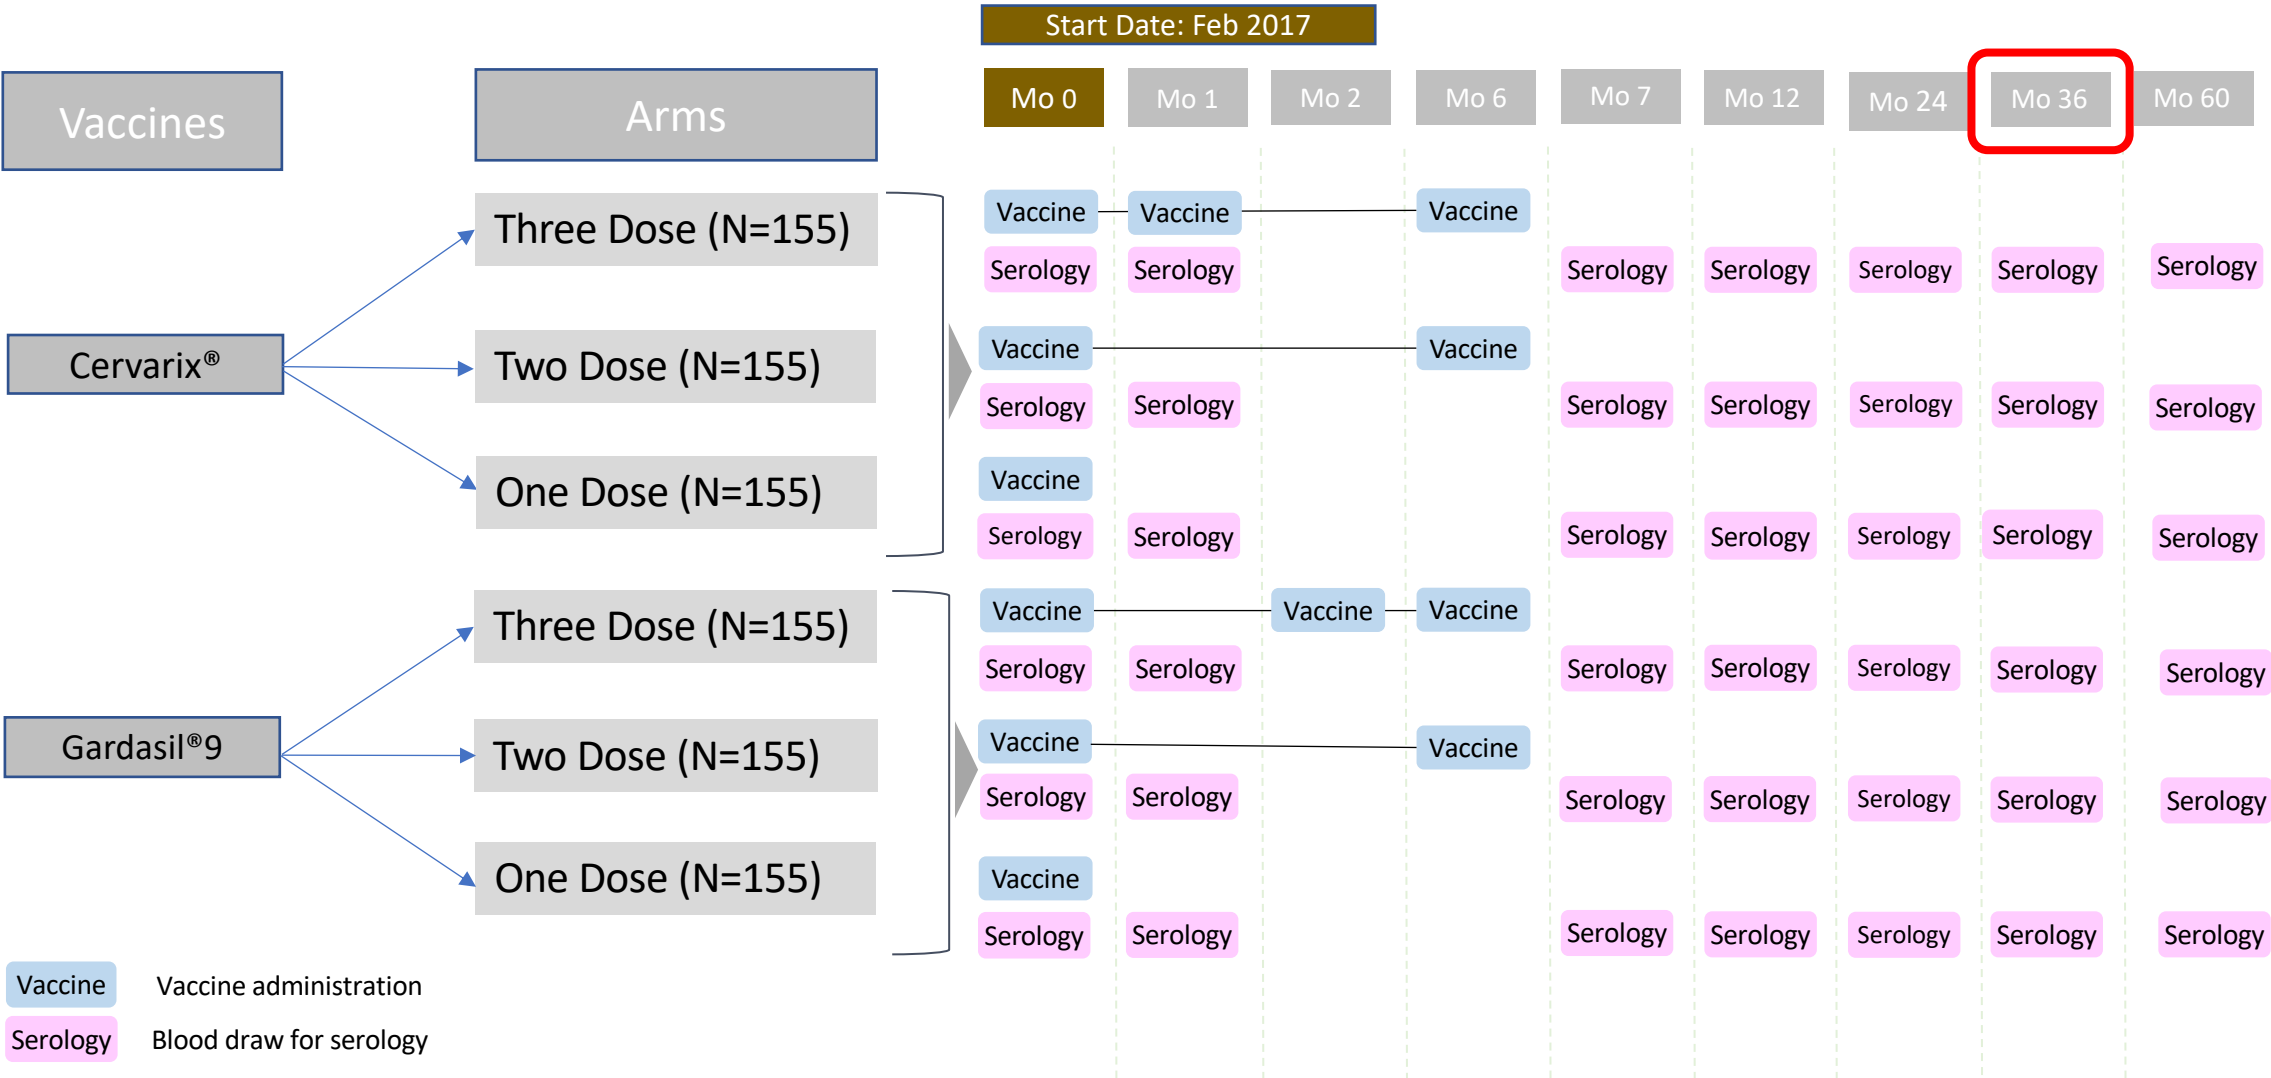 Start Date: Feb 2017
Vaccines
Arms
Mo 0
Mo 1
Mo 2
Mo 6
Mo 7
Mo 12
Mo 24
Mo 36
Mo 60
Cervarix®
Three Dose (N=155)
Vaccine
Vaccine
Vaccine
Serology
Serology
Serology
Serology
Serology
Serology
Serology
Two Dose (N=155)
Vaccine
Vaccine
Serology
Serology
Serology
Serology
Serology
Serology
Serology
One Dose (N=155)
Vaccine
Serology
Serology
Serology
Serology
Serology
Serology
Serology
Gardasil®9
Three Dose (N=155)
Vaccine
Vaccine
Vaccine
Serology
Serology
Serology
Serology
Serology
Serology
Serology
Two Dose (N=155)
Vaccine
Vaccine
Serology
Serology
Serology
Serology
Serology
Serology
Serology
One Dose (N=155)
Vaccine
Serology
Serology
Serology
Serology
Serology
Serology
Serology
Vaccine
Vaccine administration
Serology
Blood draw for serology